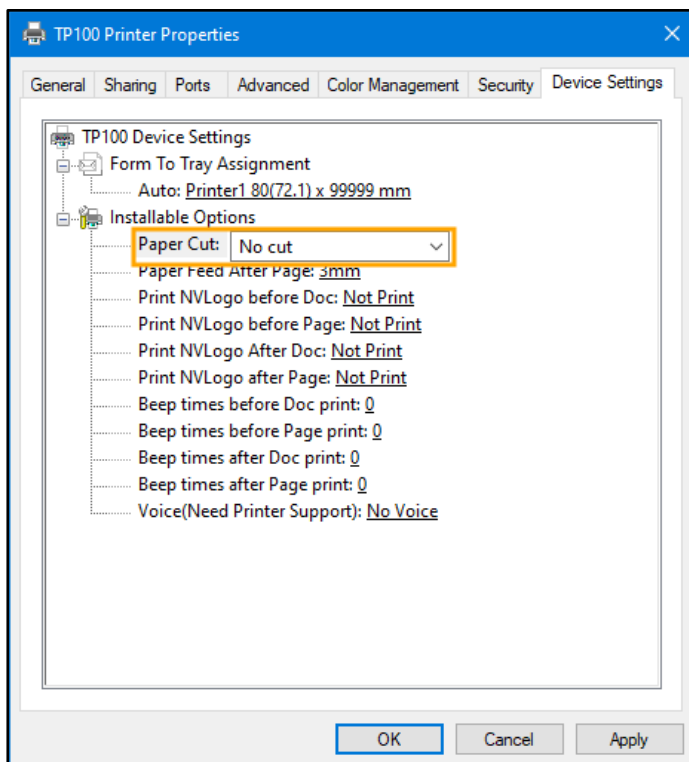 TP100 Printer Properties
General Sharing Ports Advanced Color Management Security Device Settings
TP100 Device Settings
Form To Tray Assignment
Auto: Printer1 80(72.1) x 99999 mm
Installable Options
Paper Cut: No cut
Paper Feed After Page: 3mm
Print NVLogo before Doc: Not Print
Print NVLogo before Page: Not Print
Print NVLogo After Doc: Not Print
Print NVLogo after Page: Not Print
Beep times before Doc print: 0
Beep times before Page print: 0
Beep times after Doc print: 0
Beep times after Page print: 0
Voice(Need Printer Support): No Voice
OK Cancel Apply